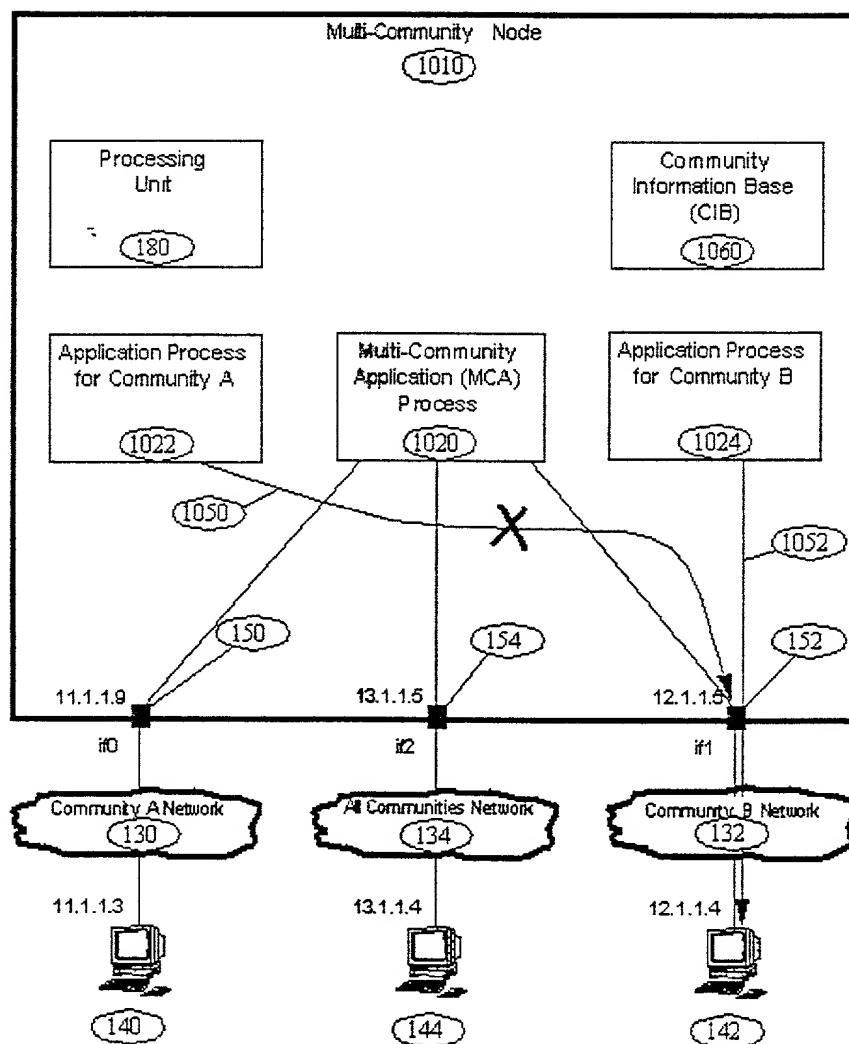 Multi-Community Node
1010
Processing
Unit
180
Community
Information Base
(CIB)
1060
Application Process
for Community A
1022
Multi-Community
Application (MCA)
Process
1020
Application Process
for Community B
1024
1050
1052
150
154
152
11.1.1.9
13.1.1.5
12.1.1.5
if0
if2
if1
Community A Network
130
All Communities Network
134
Community B Network
132
11.1.1.3
13.1.1.4
12.1.1.4
140
144
142